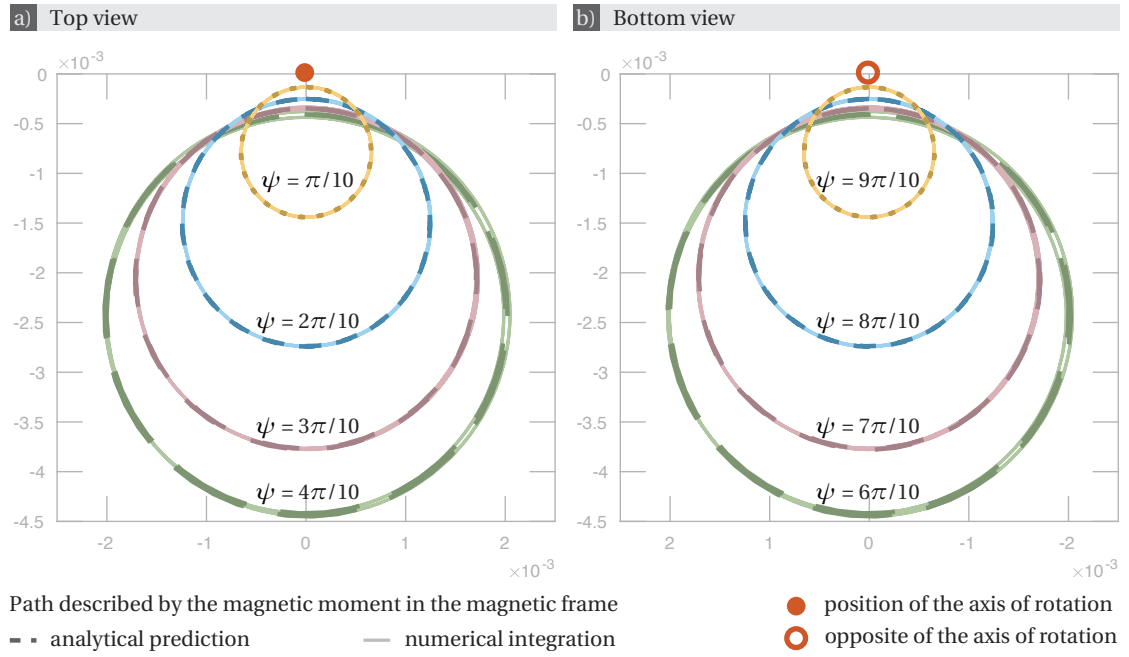 a) Top view
×10⁻³
0
-0.5
-1
-1.5
-2
-2.5
-3
-3.5
-4
-4.5
-2 -1 0 1 2
×10⁻³
ψ = π/10
ψ = 2π/10
ψ = 3π/10
ψ = 4π/10
b) Bottom view
×10⁻³
0
-0.5
-1
-1.5
-2
-2.5
-3
-3.5
-4
-4.5
1 0 -1 -2
×10⁻³
ψ = 9π/10
ψ = 8π/10
ψ = 7π/10
ψ = 6π/10
Path described by the magnetic moment in the magnetic frame
analytical prediction
numerical integration
position of the axis of rotation
opposite of the axis of rotation